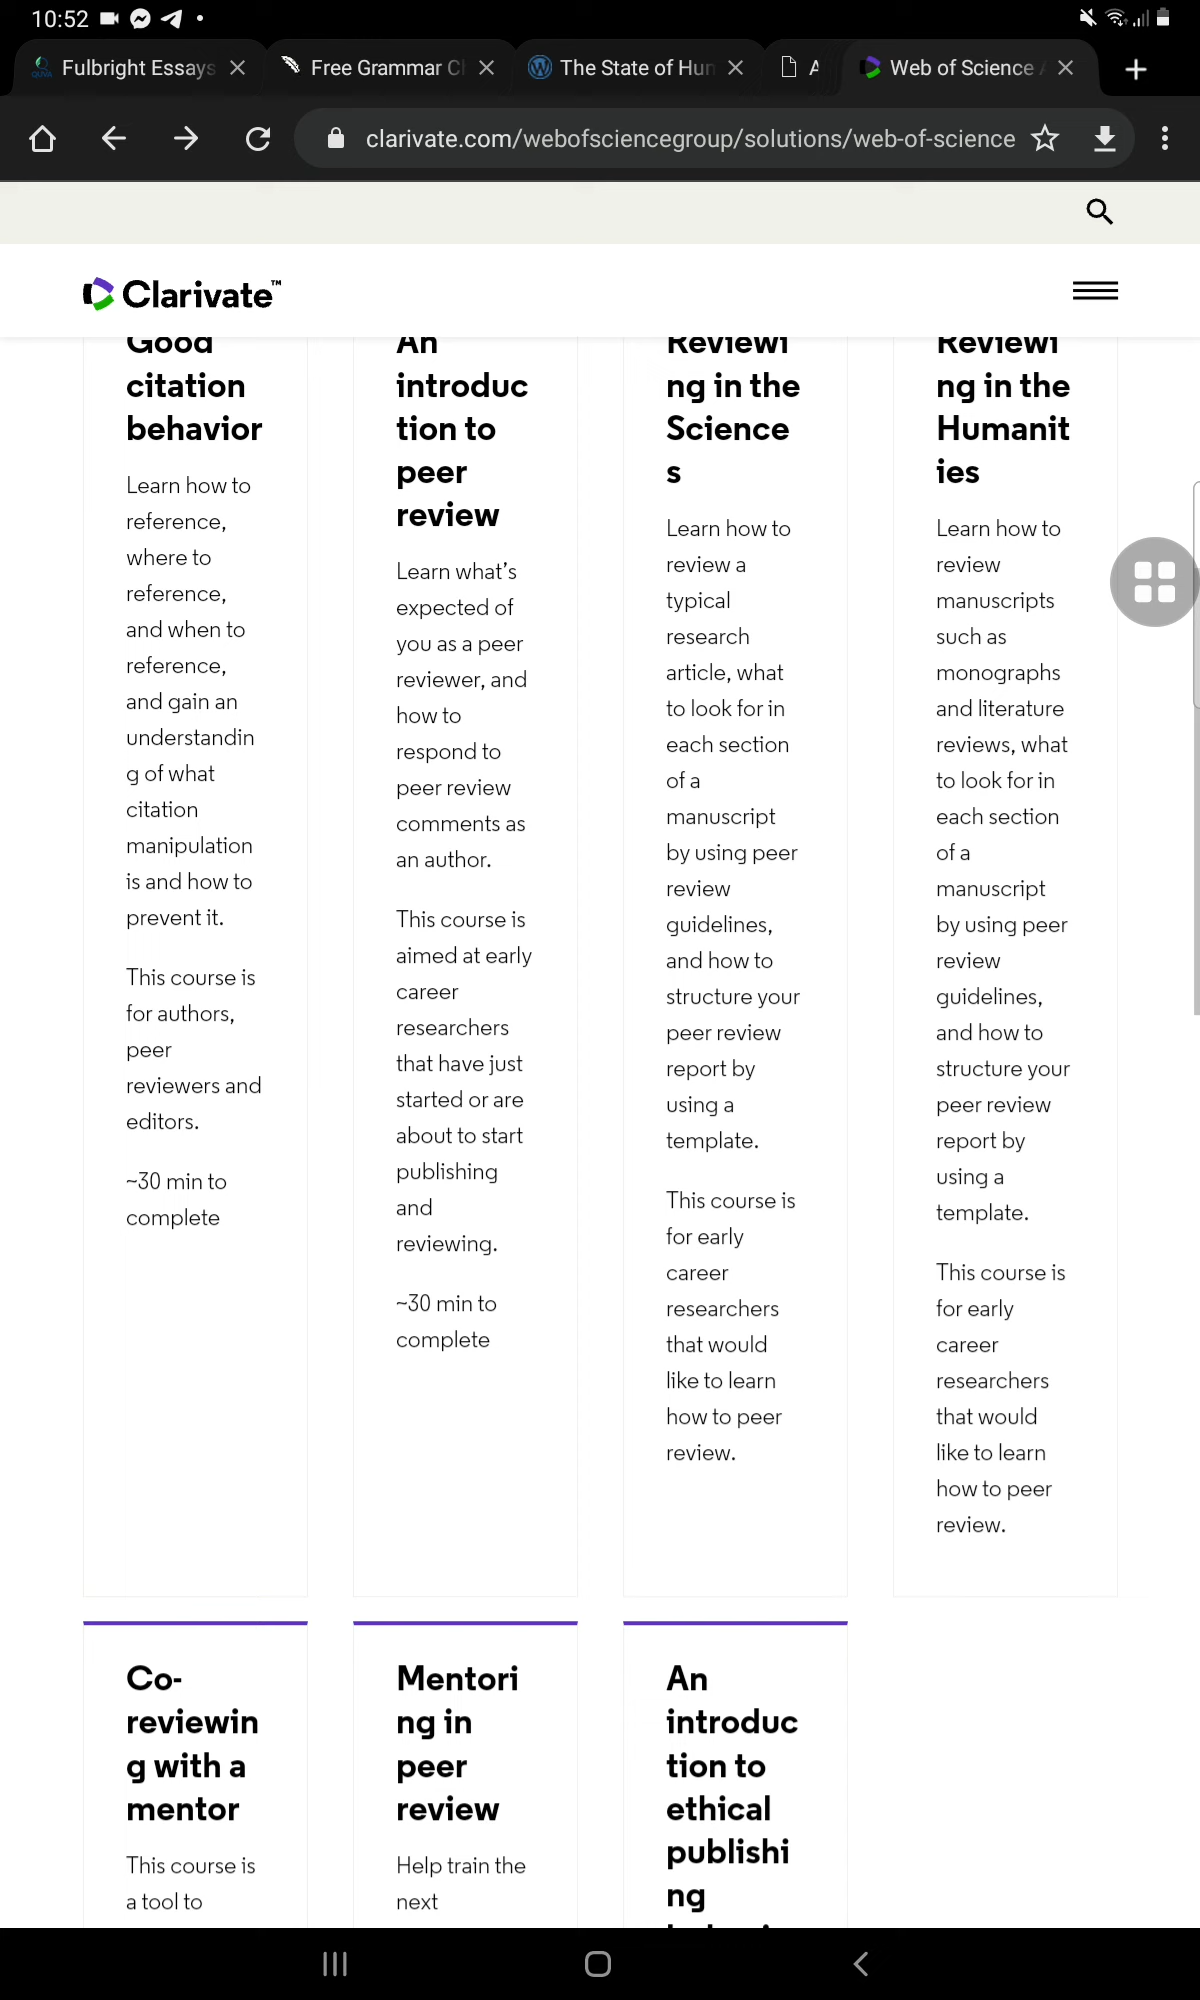 10:52
Fulbright Essays
Free Grammar C
The State of Hun
A
Web of Science A
clarivate.com/webofsciencegroup/solutions/web-of-science
Clarivate™
Good
citation
behavior
Learn how to
reference,
where to
reference,
and when to
reference,
and gain an
understandin
g of what
citation
manipulation
is and how to
prevent it.
This course is
for authors,
peer
reviewers and
editors.
~30 min to
complete
An
introduc
tion to
peer
review
Learn what’s
expected of
you as a peer
reviewer, and
how to
respond to
peer review
comments as
an author.
This course is
aimed at early
career
researchers
that have just
started or are
about to start
publishing
and
reviewing.
~30 min to
complete
Reviewi
ng in the
Science
s
Learn how to
review a
typical
research
article, what
to look for in
each section
of a
manuscript
by using peer
review
guidelines,
and how to
structure your
peer review
report by
using a
template.
This course is
for early
career
researchers
that would
like to learn
how to peer
review.
Reviewi
ng in the
Humanit
ies
Learn how to
review
manuscripts
such as
monographs
and literature
reviews, what
to look for in
each section
of a
manuscript
by using peer
review
guidelines,
and how to
structure your
peer review
report by
using a
template.
This course is
for early
career
researchers
that would
like to learn
how to peer
review.
Co-
reviewin
g with a
mentor
This course is
a tool to
Mentori
ng in
peer
review
Help train the
next
An
introduc
tion to
ethical
publishi
ng